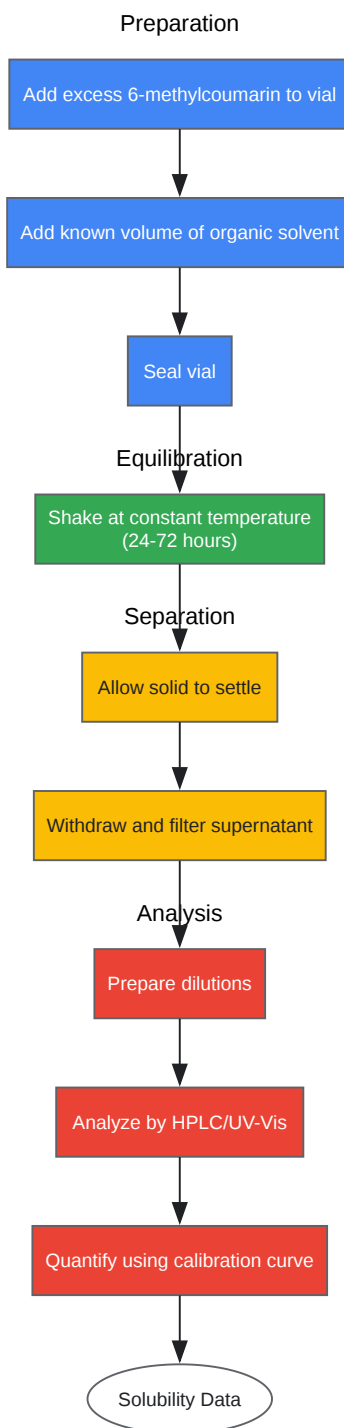 Preparation
Add excess 6-methylcoumarin to vial
Add known volume of organic solvent
Seal vial
Equilibration
Shake at constant temperature
(24-72 hours)
Separation
Allow solid to settle
Withdraw and filter supernatant
Analysis
Prepare dilutions
Analyze by HPLC/UV-Vis
Quantify using calibration curve
Solubility Data